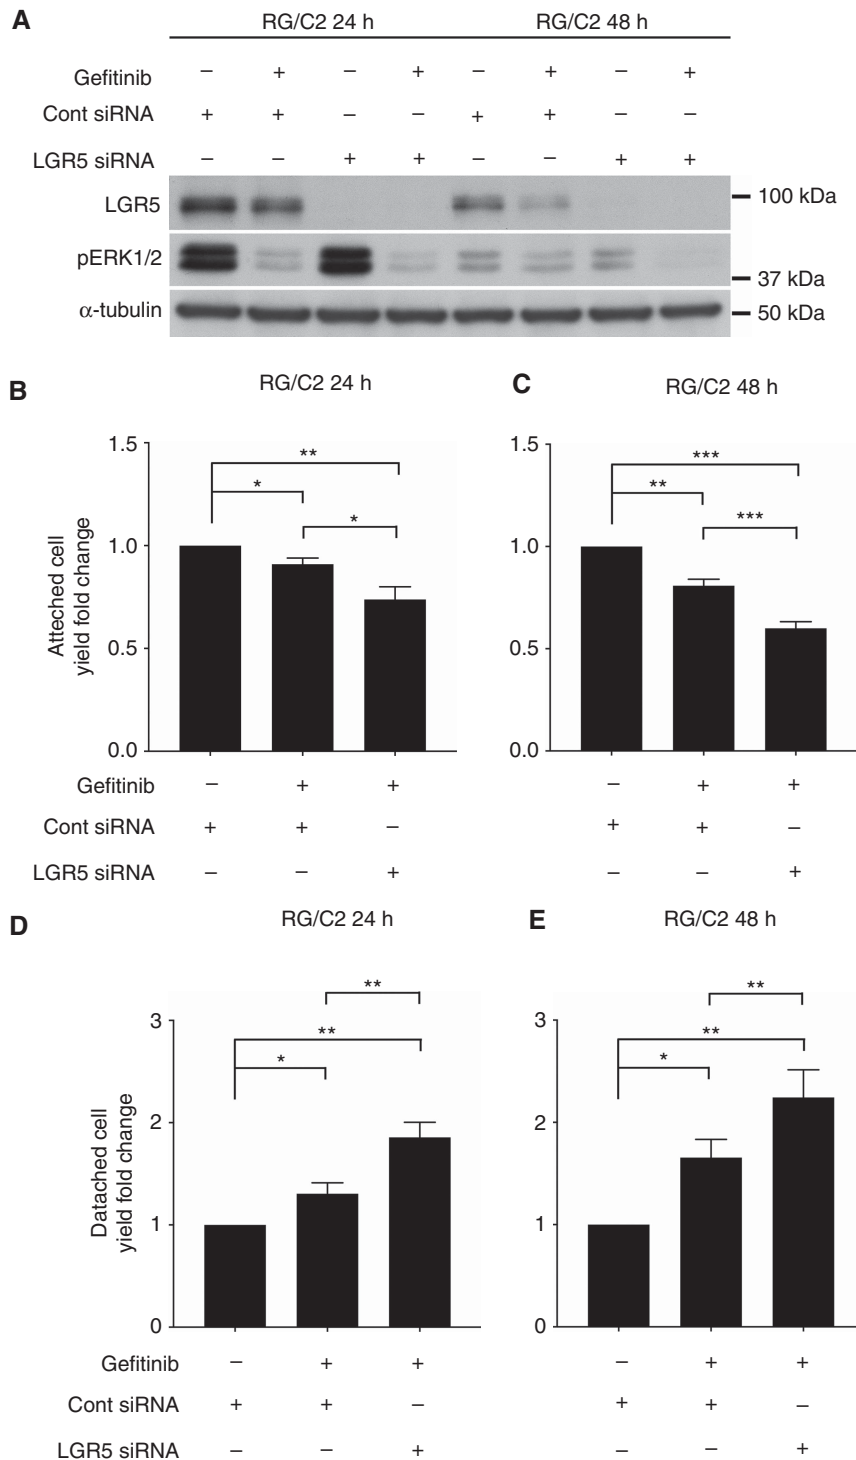 A
RG/C2 24 h RG/C2 48 h
Gefitinib – + – + – + – +
Cont siRNA + + – – + + – –
LGR5 siRNA – – + + – – + +
LGR5 100 kDa
pERK1/2 37 kDa
α-tubulin 50 kDa
B RG/C2 24 h
Atteched cell
yield fold change
1.5
1.0
0.5
0.0
**
*
*
Gefitinib – + +
Cont siRNA + + –
LGR5 siRNA – – +
C RG/C2 48 h
1.5
1.0
0.5
0.0
***
**
***
– + +
+ + –
– – +
D RG/C2 24 h
Datached cell
yield fold change
3
2
1
0
**
**
*
Gefitinib – + +
Cont siRNA + + –
LGR5 siRNA – – +
E RG/C2 48 h
3
2
1
0
**
**
*
– + +
+ + –
– – +